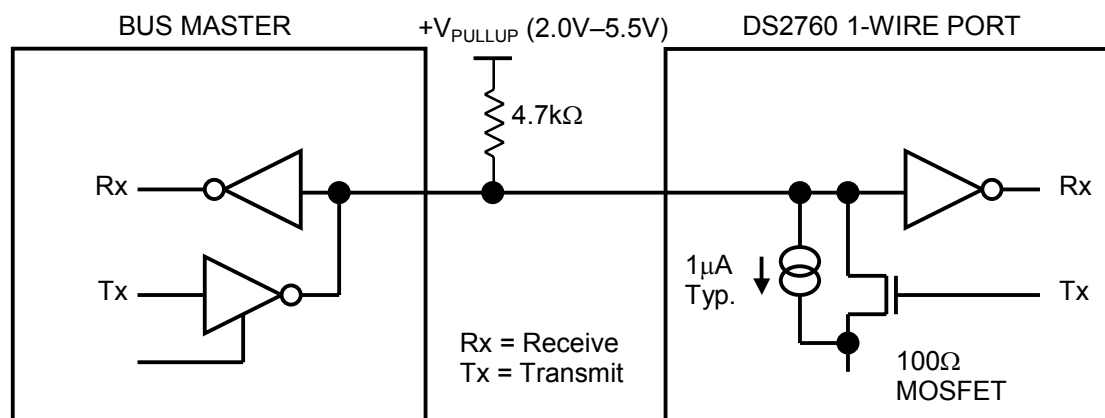 BUS MASTER
+VPULLUP (2.0V–5.5V)
DS2760 1-WIRE PORT
4.7kΩ
Rx
Rx
1μA
Typ.
Tx
Tx
Rx = Receive
Tx = Transmit
100Ω
MOSFET